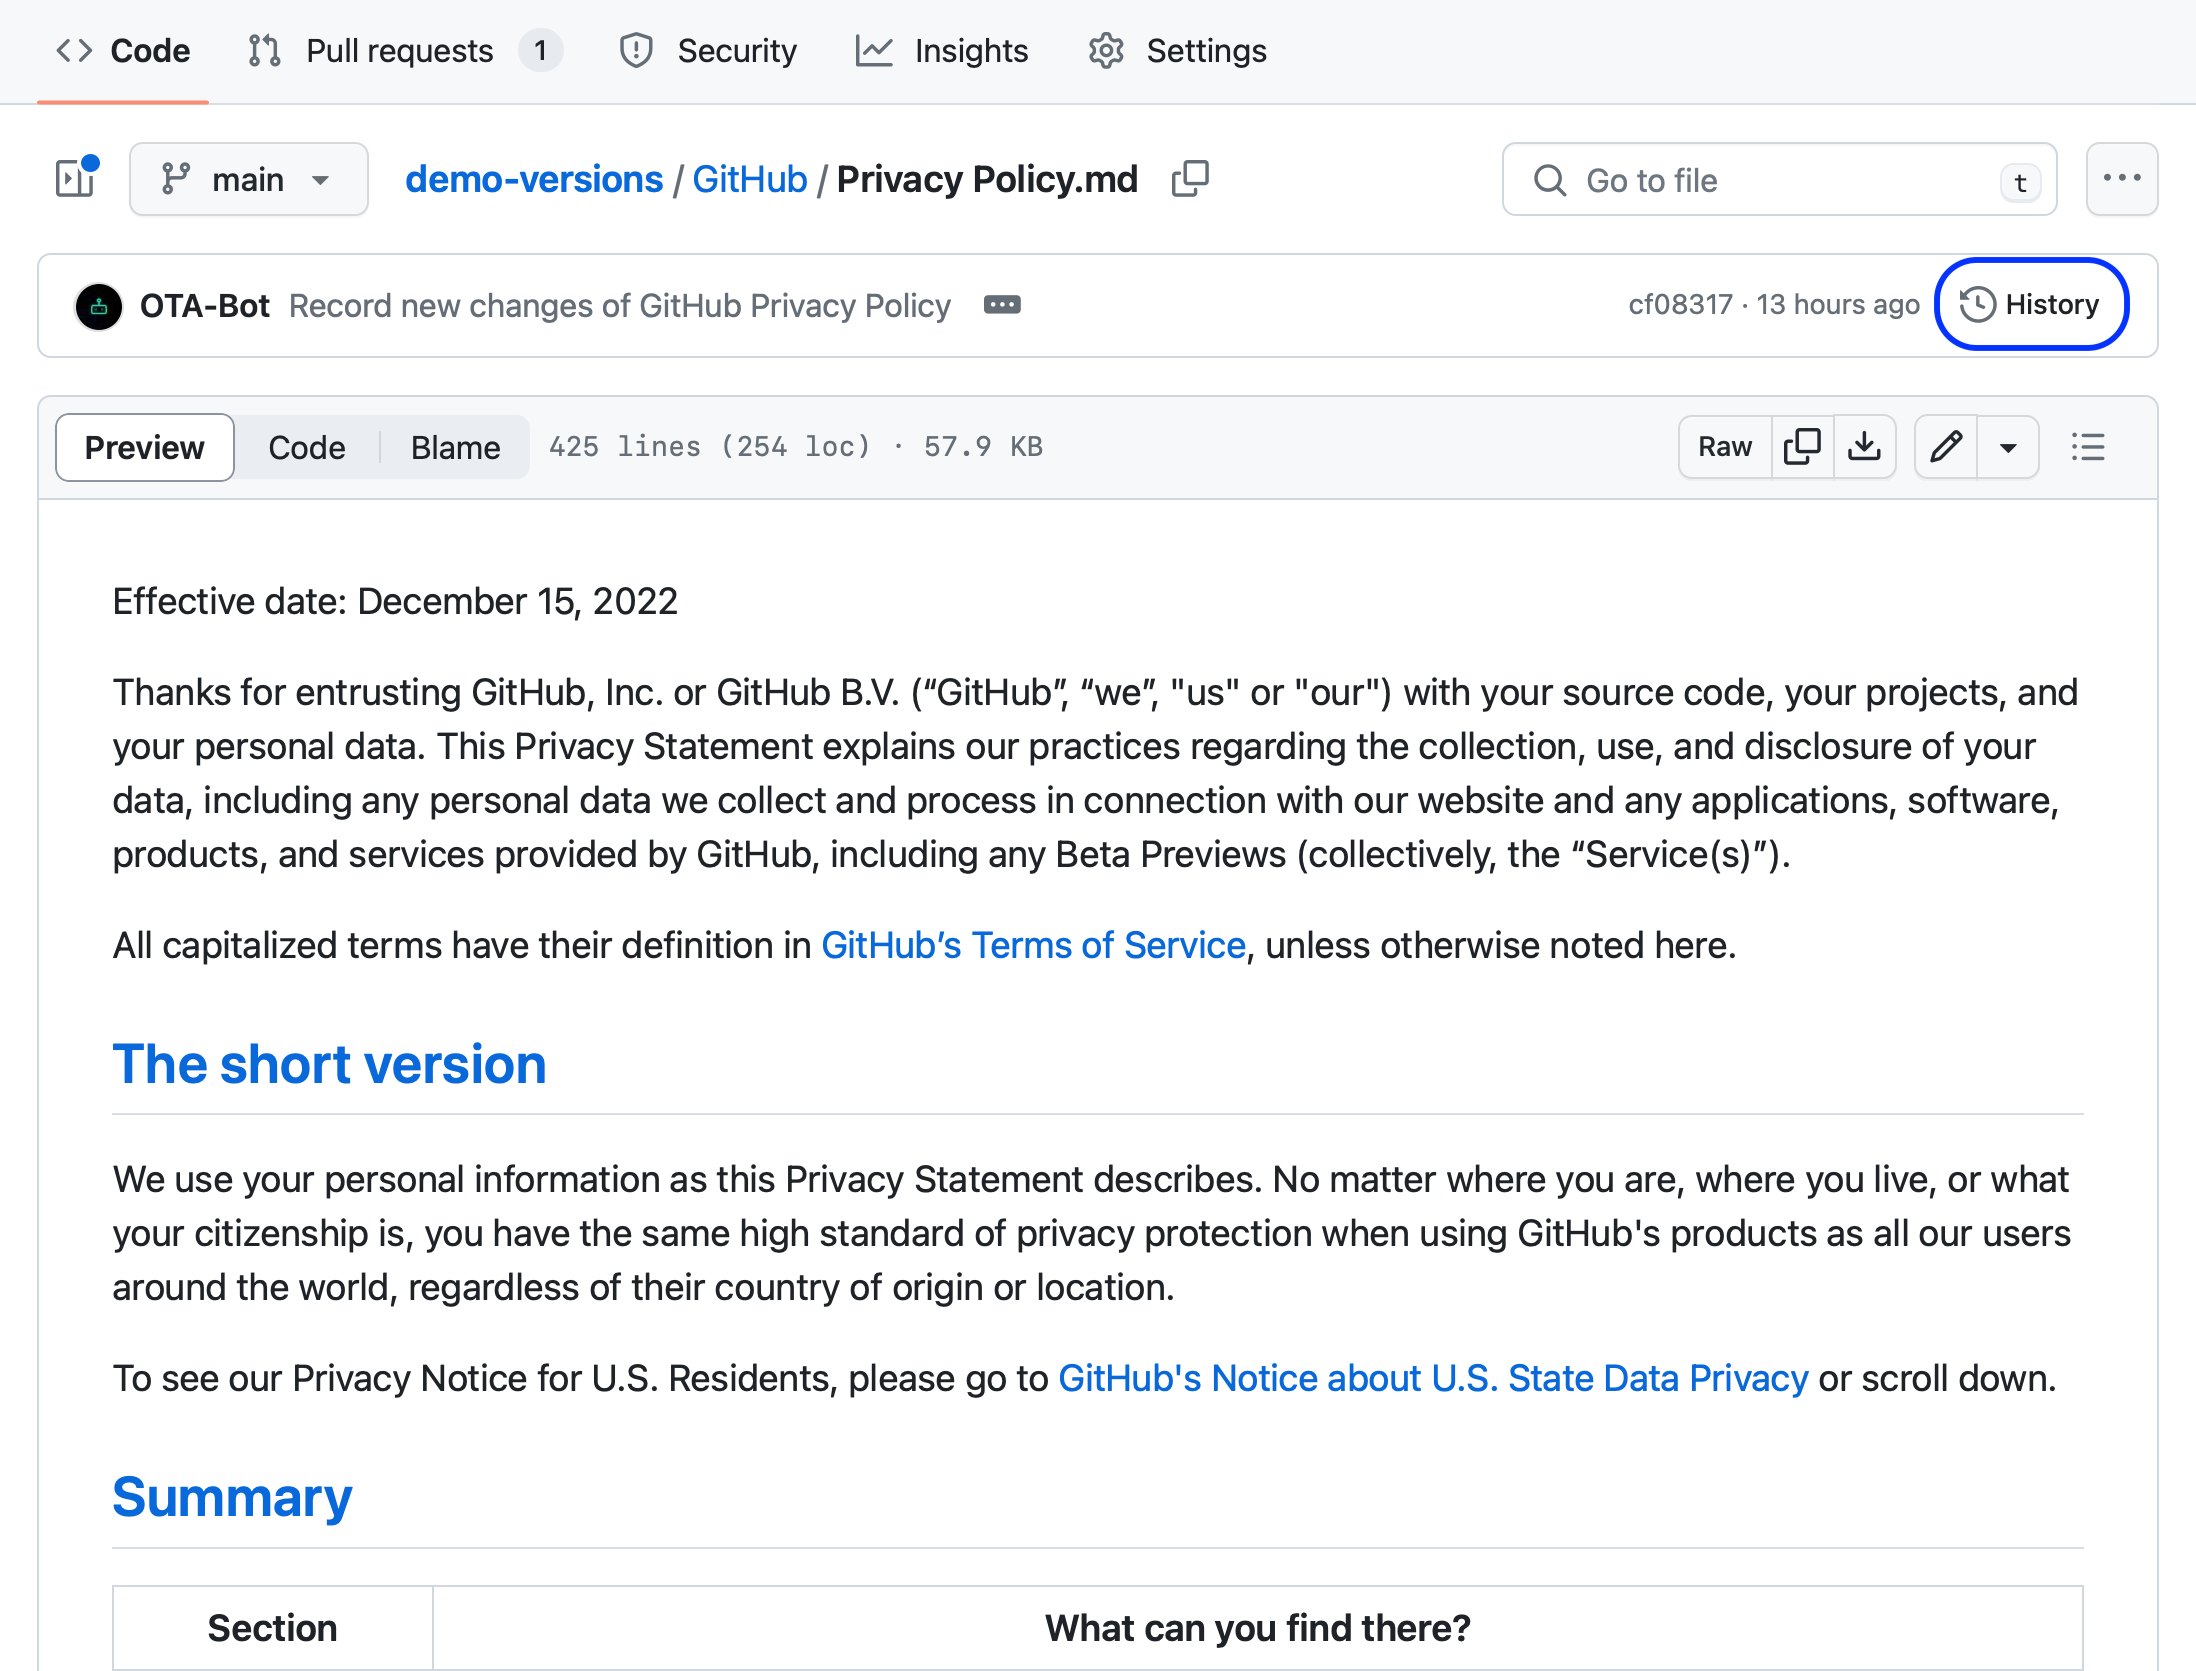 Code Pull requests 1 Security Insights Settings
main demo-versions / GitHub / Privacy Policy.md Go to file t
OTA-Bot Record new changes of GitHub Privacy Policy cf08317 · 13 hours ago History
Preview Code Blame 425 lines (254 loc) · 57.9 KB Raw
Effective date: December 15, 2022
Thanks for entrusting GitHub, Inc. or GitHub B.V. (“GitHub”, “we”, "us" or "our") with your source code, your projects, and
your personal data. This Privacy Statement explains our practices regarding the collection, use, and disclosure of your
data, including any personal data we collect and process in connection with our website and any applications, software,
products, and services provided by GitHub, including any Beta Previews (collectively, the “Service(s)”).
All capitalized terms have their definition in GitHub’s Terms of Service, unless otherwise noted here.
The short version
We use your personal information as this Privacy Statement describes. No matter where you are, where you live, or what
your citizenship is, you have the same high standard of privacy protection when using GitHub's products as all our users
around the world, regardless of their country of origin or location.
To see our Privacy Notice for U.S. Residents, please go to GitHub's Notice about U.S. State Data Privacy or scroll down.
Summary
Section What can you find there?